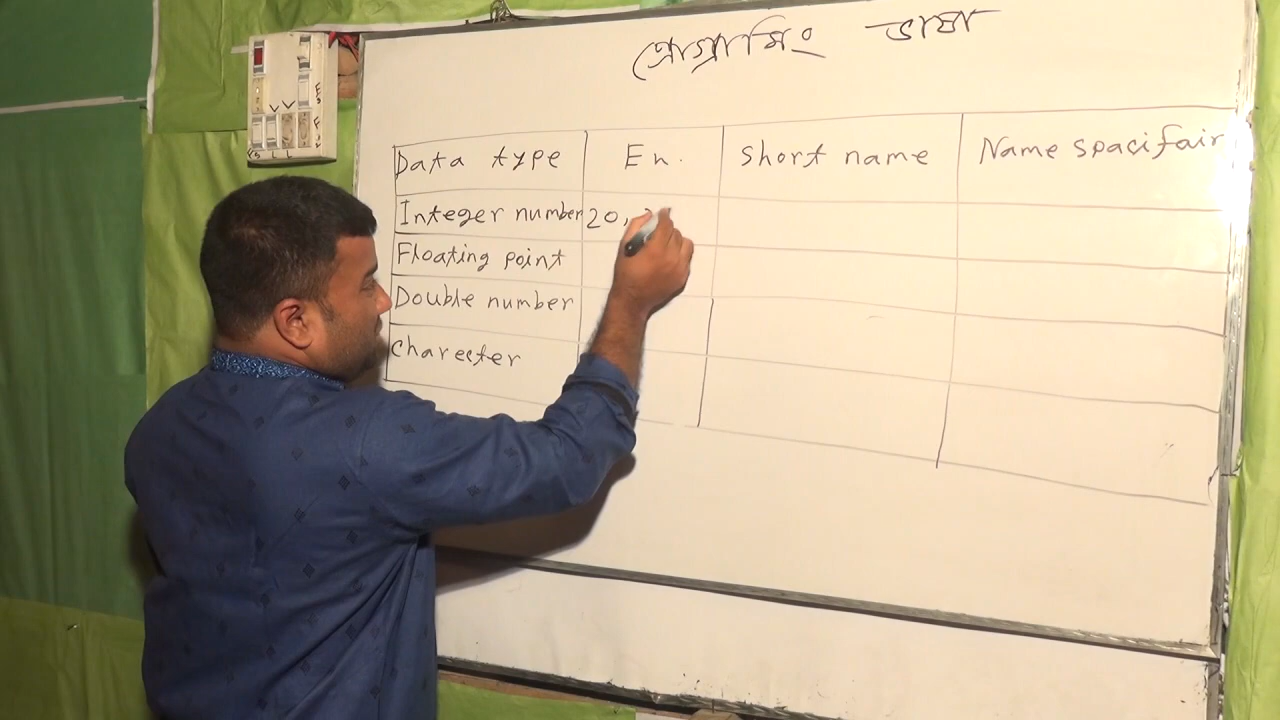 প্রোগ্রামিং ভাষা
Data type En. short name Name spacifair
Integer number 20,
Floating point
Double number
charecter